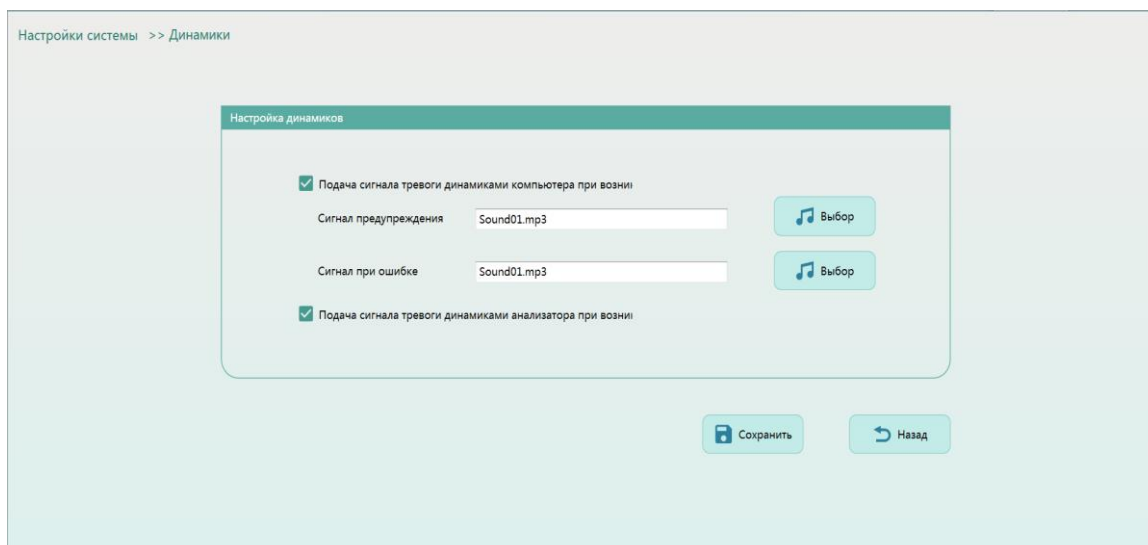 Настройки системы >> Динамики
Настройка динамиков
Подача сигнала тревоги динамиками компьютера при возни
Сигнал предупреждения Sound01.mp3 Выбор
Сигнал при ошибке Sound01.mp3 Выбор
Подача сигнала тревоги динамиками анализатора при возни
Сохранить Назад